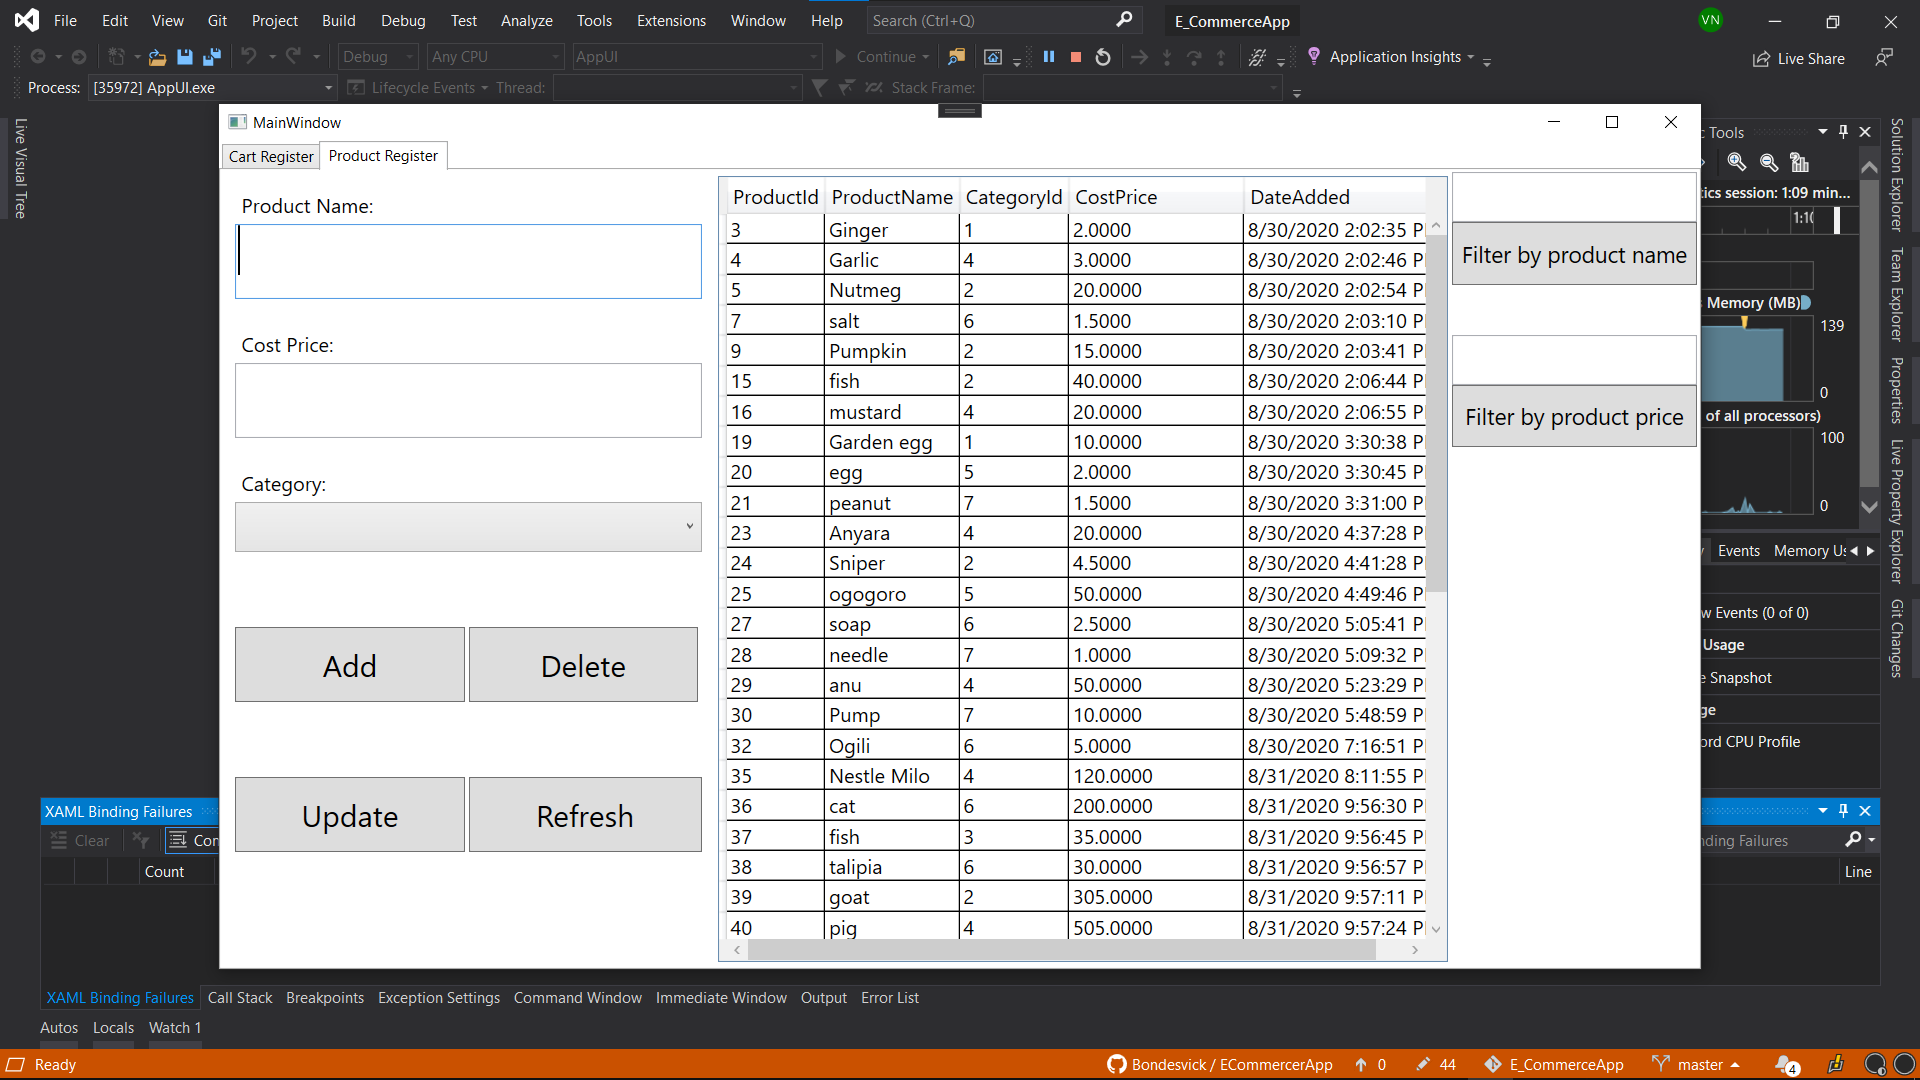 File Edit View Git Project Build Debug Test Analyze Tools Extensions Window Help Search (Ctrl+Q) E_CommerceApp VN
Debug Any CPU AppUI Continue Application Insights Live Share
Process: [35972] AppUI.exe Lifecycle Events Thread: Stack Frame:
Live Visual Tree
MainWindow
Cart Register Product Register
Product Name:
Cost Price:
Category:
Add Delete
Update Refresh
ProductId ProductName CategoryId CostPrice DateAdded
3 Ginger 1 2.0000 8/30/2020 2:02:35 P
4 Garlic 4 3.0000 8/30/2020 2:02:46 P
5 Nutmeg 2 20.0000 8/30/2020 2:02:54 P
7 salt 6 1.5000 8/30/2020 2:03:10 P
9 Pumpkin 2 15.0000 8/30/2020 2:03:41 P
15 fish 2 40.0000 8/30/2020 2:06:44 P
16 mustard 4 20.0000 8/30/2020 2:06:55 P
19 Garden egg 1 10.0000 8/30/2020 3:30:38 P
20 egg 5 2.0000 8/30/2020 3:30:45 P
21 peanut 7 1.5000 8/30/2020 3:31:00 P
23 Anyara 4 20.0000 8/30/2020 4:37:28 P
24 Sniper 2 4.5000 8/30/2020 4:41:28 P
25 ogogoro 5 50.0000 8/30/2020 4:49:46 P
27 soap 6 2.5000 8/30/2020 5:05:41 P
28 needle 7 1.0000 8/30/2020 5:09:32 P
29 anu 4 50.0000 8/30/2020 5:23:29 P
30 Pump 7 10.0000 8/30/2020 5:48:59 P
32 Ogili 6 5.0000 8/30/2020 7:16:51 P
35 Nestle Milo 4 120.0000 8/31/2020 8:11:55 P
36 cat 6 200.0000 8/31/2020 9:56:30 P
37 fish 3 35.0000 8/31/2020 9:56:45 P
38 talipia 6 30.0000 8/31/2020 9:56:57 P
39 goat 2 305.0000 8/31/2020 9:57:11 P
40 pig 4 505.0000 8/31/2020 9:57:24 P
Filter by product name
Filter by product price
c Tools
tics session: 1:09 min...
1:10
Memory (MB)
139
0
of all processors)
100
0
Events Memory Us
w Events (0 of 0)
Usage
e Snapshot
ge
ord CPU Profile
Solution Explorer
Team Explorer
Properties
Live Property Explorer
Git Changes
XAML Binding Failures
Clear Con nding Failures
Count Line
XAML Binding Failures Call Stack Breakpoints Exception Settings Command Window Immediate Window Output Error List
Autos Locals Watch 1
Ready Bondesvick / ECommercerApp 0 44 E_CommerceApp master 4